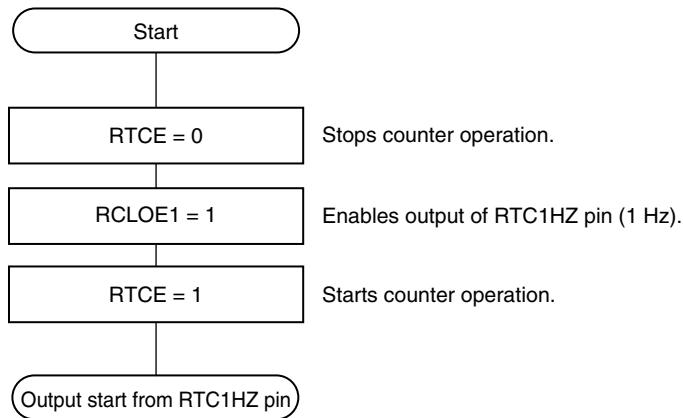 Start
RTCE = 0
Stops counter operation.
RCLOE1 = 1
Enables output of RTC1HZ pin (1 Hz).
RTCE = 1
Starts counter operation.
Output start from RTC1HZ pin